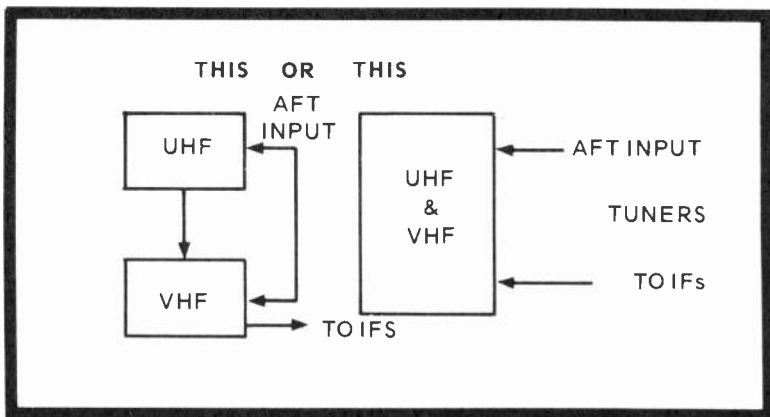 THIS OR THIS
AFT
INPUT
UHF
VHF
TO IFS
UHF
&
VHF
AFT INPUT
TUNERS
TO IFs